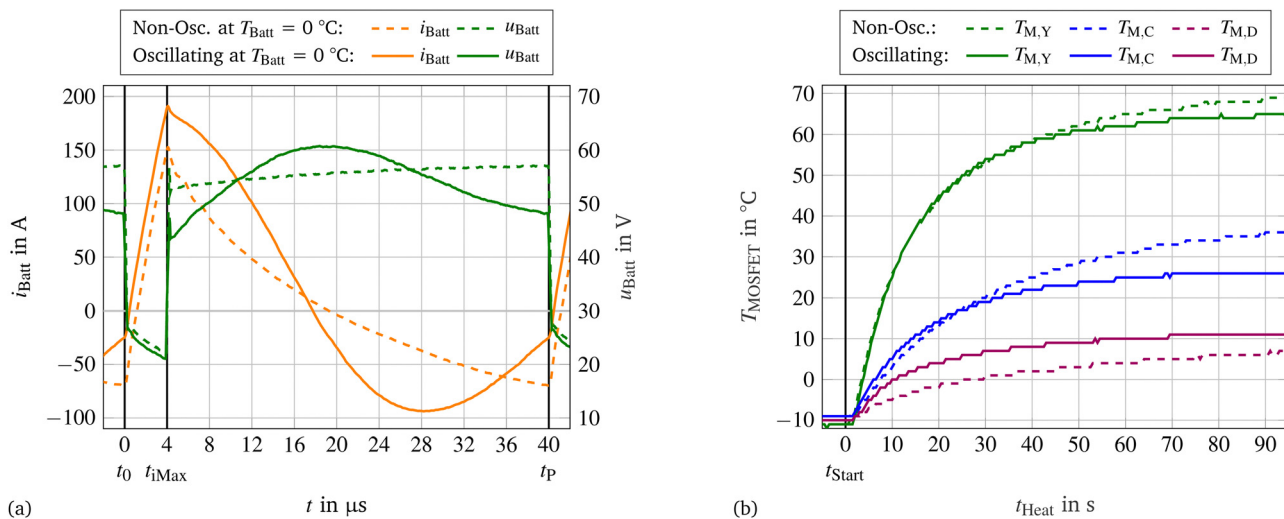 Non-Osc. at T_Batt = 0 °C: i_Batt u_Batt
Oscillating at T_Batt = 0 °C: i_Batt u_Batt
200
150
100
50
0
−50
−100
i_Batt in A
70
60
50
40
30
20
10
u_Batt in V
0 4 8 12 16 20 24 28 32 36 40
t_0 t_iMax t_P
t in μs
(a)
Non-Osc.: T_M,Y T_M,C T_M,D
Oscillating: T_M,Y T_M,C T_M,D
70
60
50
40
30
20
10
0
−10
T_MOSFET in °C
0 10 20 30 40 50 60 70 80 90
t_Start
t_Heat in s
(b)